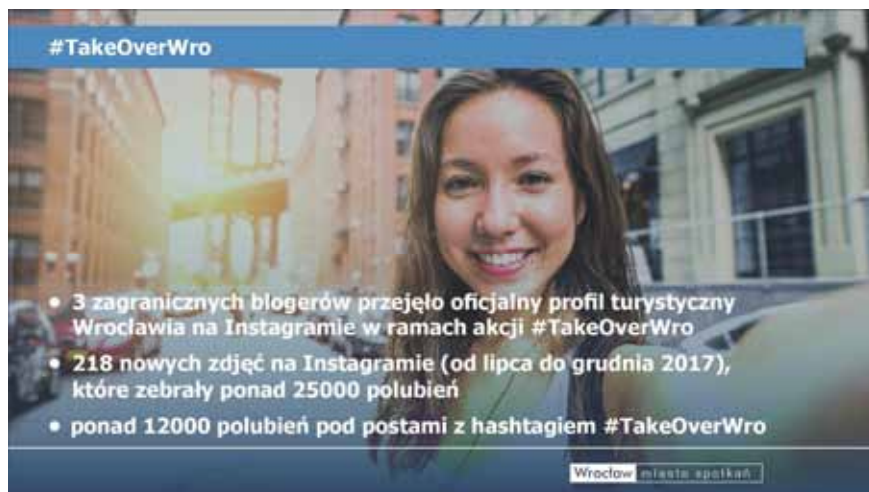 #TakeOverWro
• 3 zagranicznych blogerów przejęło oficjalny profil turystyczny
Wrocławia na Instagramie w ramach akcji #TakeOverWro
• 218 nowych zdjęć na Instagramie (od lipca do grudnia 2017),
które zebrały ponad 25000 polubień
• ponad 12000 polubień pod postami z hashtagiem #TakeOverWro
Wrocław miasto spotkań